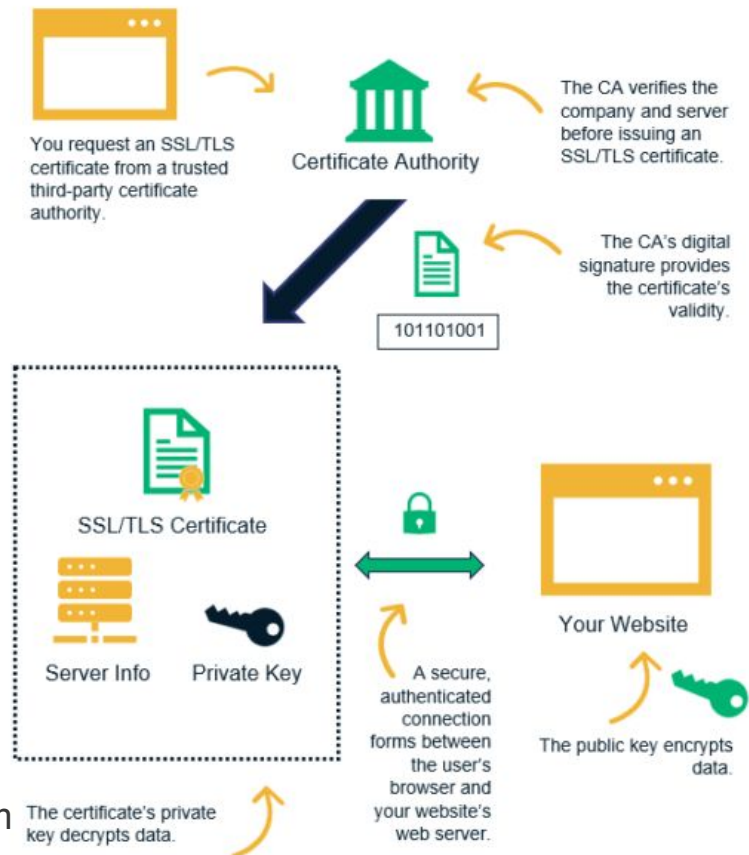 You request an SSL/TLS
certificate from a trusted
third-party certificate
authority.
Certificate Authority
The CA verifies the
company and server
before issuing an
SSL/TLS certificate.
The CA's digital
signature provides
the certificate's
validity.
101101001
SSL/TLS Certificate
Server Info
Private Key
Your Website
A secure,
authenticated
connection
forms between
the user's
browser and
your website's
web server.
The public key encrypts
data.
The certificate's private
key decrypts data.